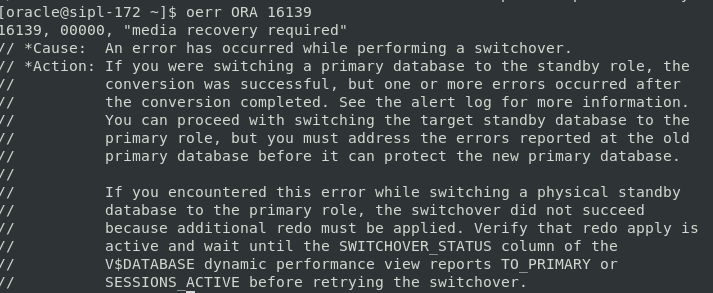 [oracle@sipl-172 ~]$ oerr ORA 16139
16139, 00000, "media recovery required"
// *Cause:  An error has occurred while performing a switchover.
// *Action: If you were switching a primary database to the standby role, the
//          conversion was successful, but one or more errors occurred after
//          the conversion completed. See the alert log for more information.
//          You can proceed with switching the target standby database to the
//          primary role, but you must address the errors reported at the old
//          primary database before it can protect the new primary database.
//
//          If you encountered this error while switching a physical standby
//          database to the primary role, the switchover did not succeed
//          because additional redo must be applied. Verify that redo apply is
//          active and wait until the SWITCHOVER_STATUS column of the
//          V$DATABASE dynamic performance view reports TO_PRIMARY or
//          SESSIONS_ACTIVE before retrying the switchover.